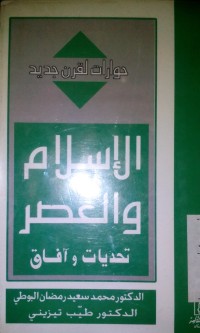 حوارات لقرن جديد
الإسلام
والعصر
تحديات وآفاق
الدكتور محمد سعيد رمضان البوطي
الدكتور طيب تيزيني